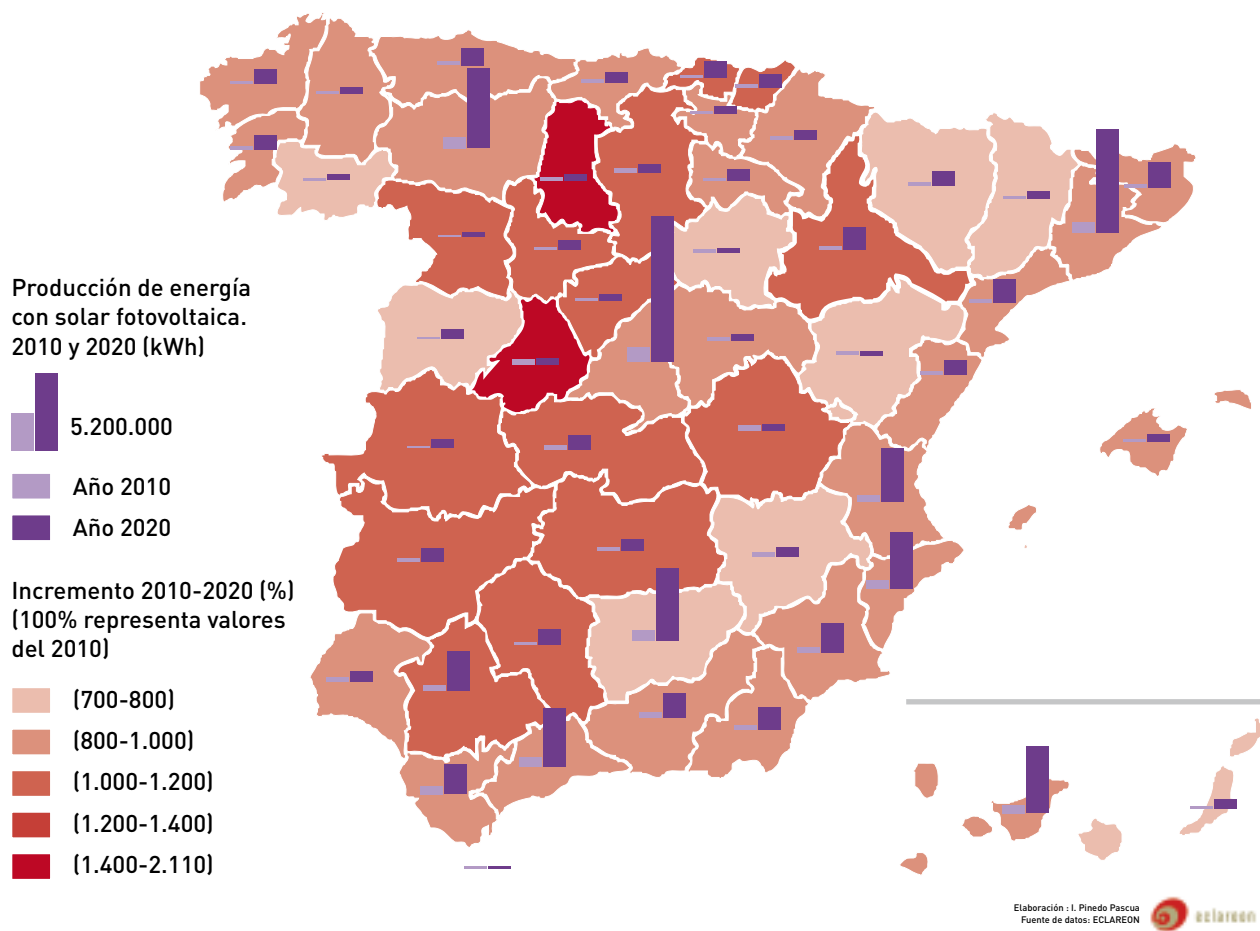 Producción de energía
con solar fotovoltaica.
2010 y 2020 (kWh)
5.200.000
Año 2010
Año 2020
Incremento 2010-2020 (%)
(100% representa valores
del 2010)
(700-800)
(800-1.000)
(1.000-1.200)
(1.200-1.400)
(1.400-2.110)
Elaboración : I. Pinedo Pascua
Fuente de datos: ECLAREON
eclareon